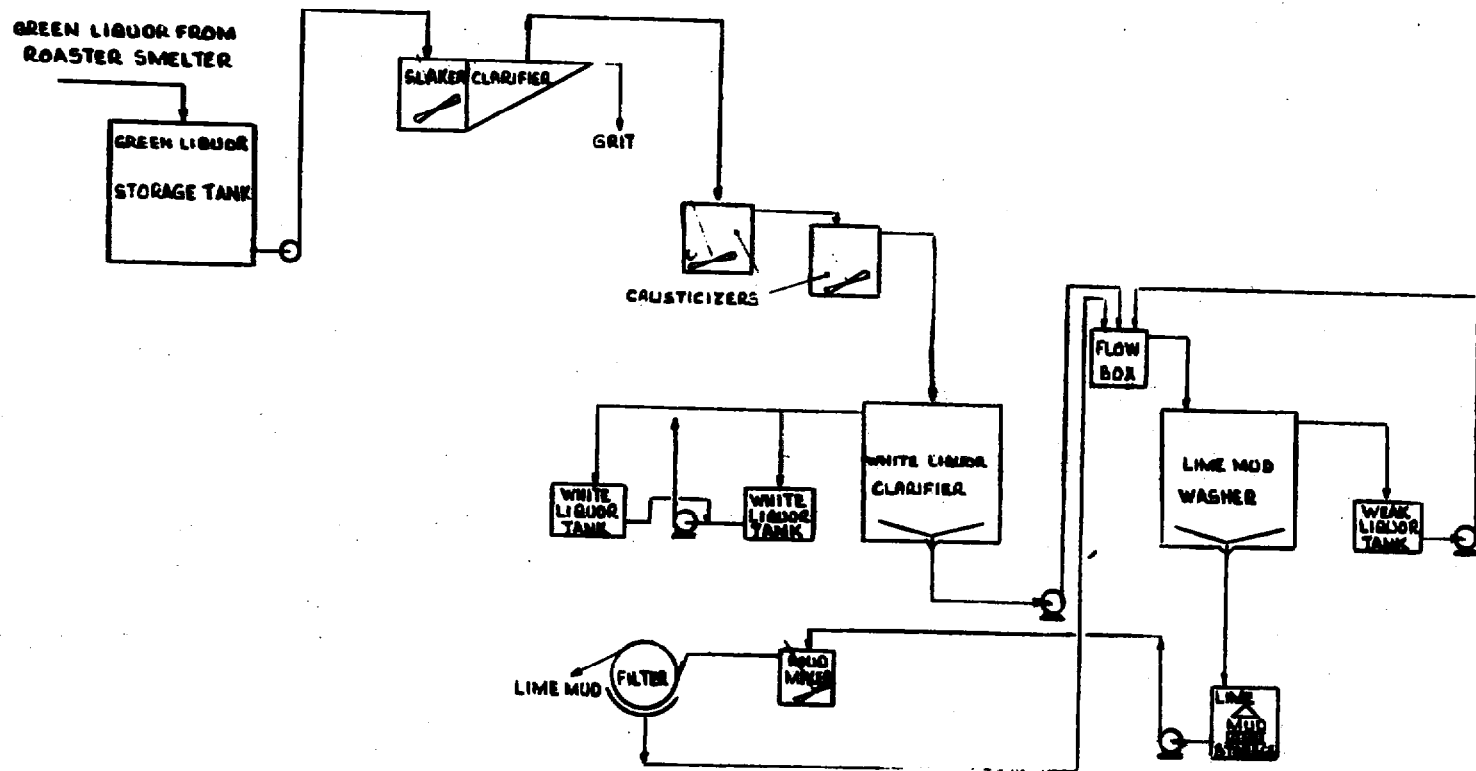 GREEN LIQUOR FROM
ROASTER SMELTER
GREEN LIQUOR
STORAGE TANK
SLAKER
CLARIFIER
GRIT
CAUSTICIZERS
FLOW
BOX
WHITE LIQUOR
CLARIFIER
LIME MUD
WASHER
WHITE
LIQUOR
TANK
WHITE
LIQUOR
TANK
WEAK
LIQUOR
TANK
LIME MUD
FILTER
MIXER
LIME
MUD
STORAGE